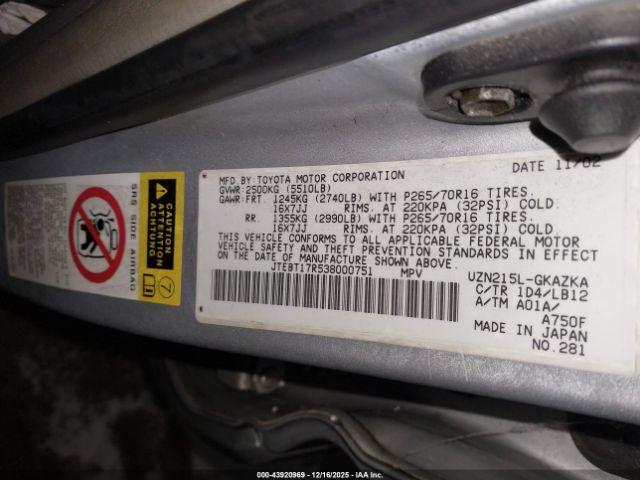 DATE 11/02
MFD BY:TOYOTA MOTOR CORPORATION
GVWR:2500KG (5510LB)
GAWR:FRT. 1245KG (2740LB) WITH P265/70R16 TIRES.
16X7JJ RIMS. AT 220KPA (32PSI) COLD.
RR. 1355KG (2990LB) WITH P265/70R16 TIRES.
16X7JJ RIMS. AT 220KPA (32PSI) COLD.
THIS VEHICLE CONFORMS TO ALL APPLICABLE FEDERAL MOTOR
VEHICLE SAFETY AND THEFT PREVENTION STANDARDS IN EFFECT
ON THE DATE OF MANUFACTURE SHOWN ABOVE.
JTEBT17R538000751 MPV
UZN215L-GKAZKA
C/TR 1D4/LB12
A/TM A01A/
A750F
MADE IN JAPAN
NO.281
SRS SIDE AIRBAG
CAUTION
ATTENTION
ACHTUNG
7
000-43920969 - 12/16/2025 - IAAI.COM